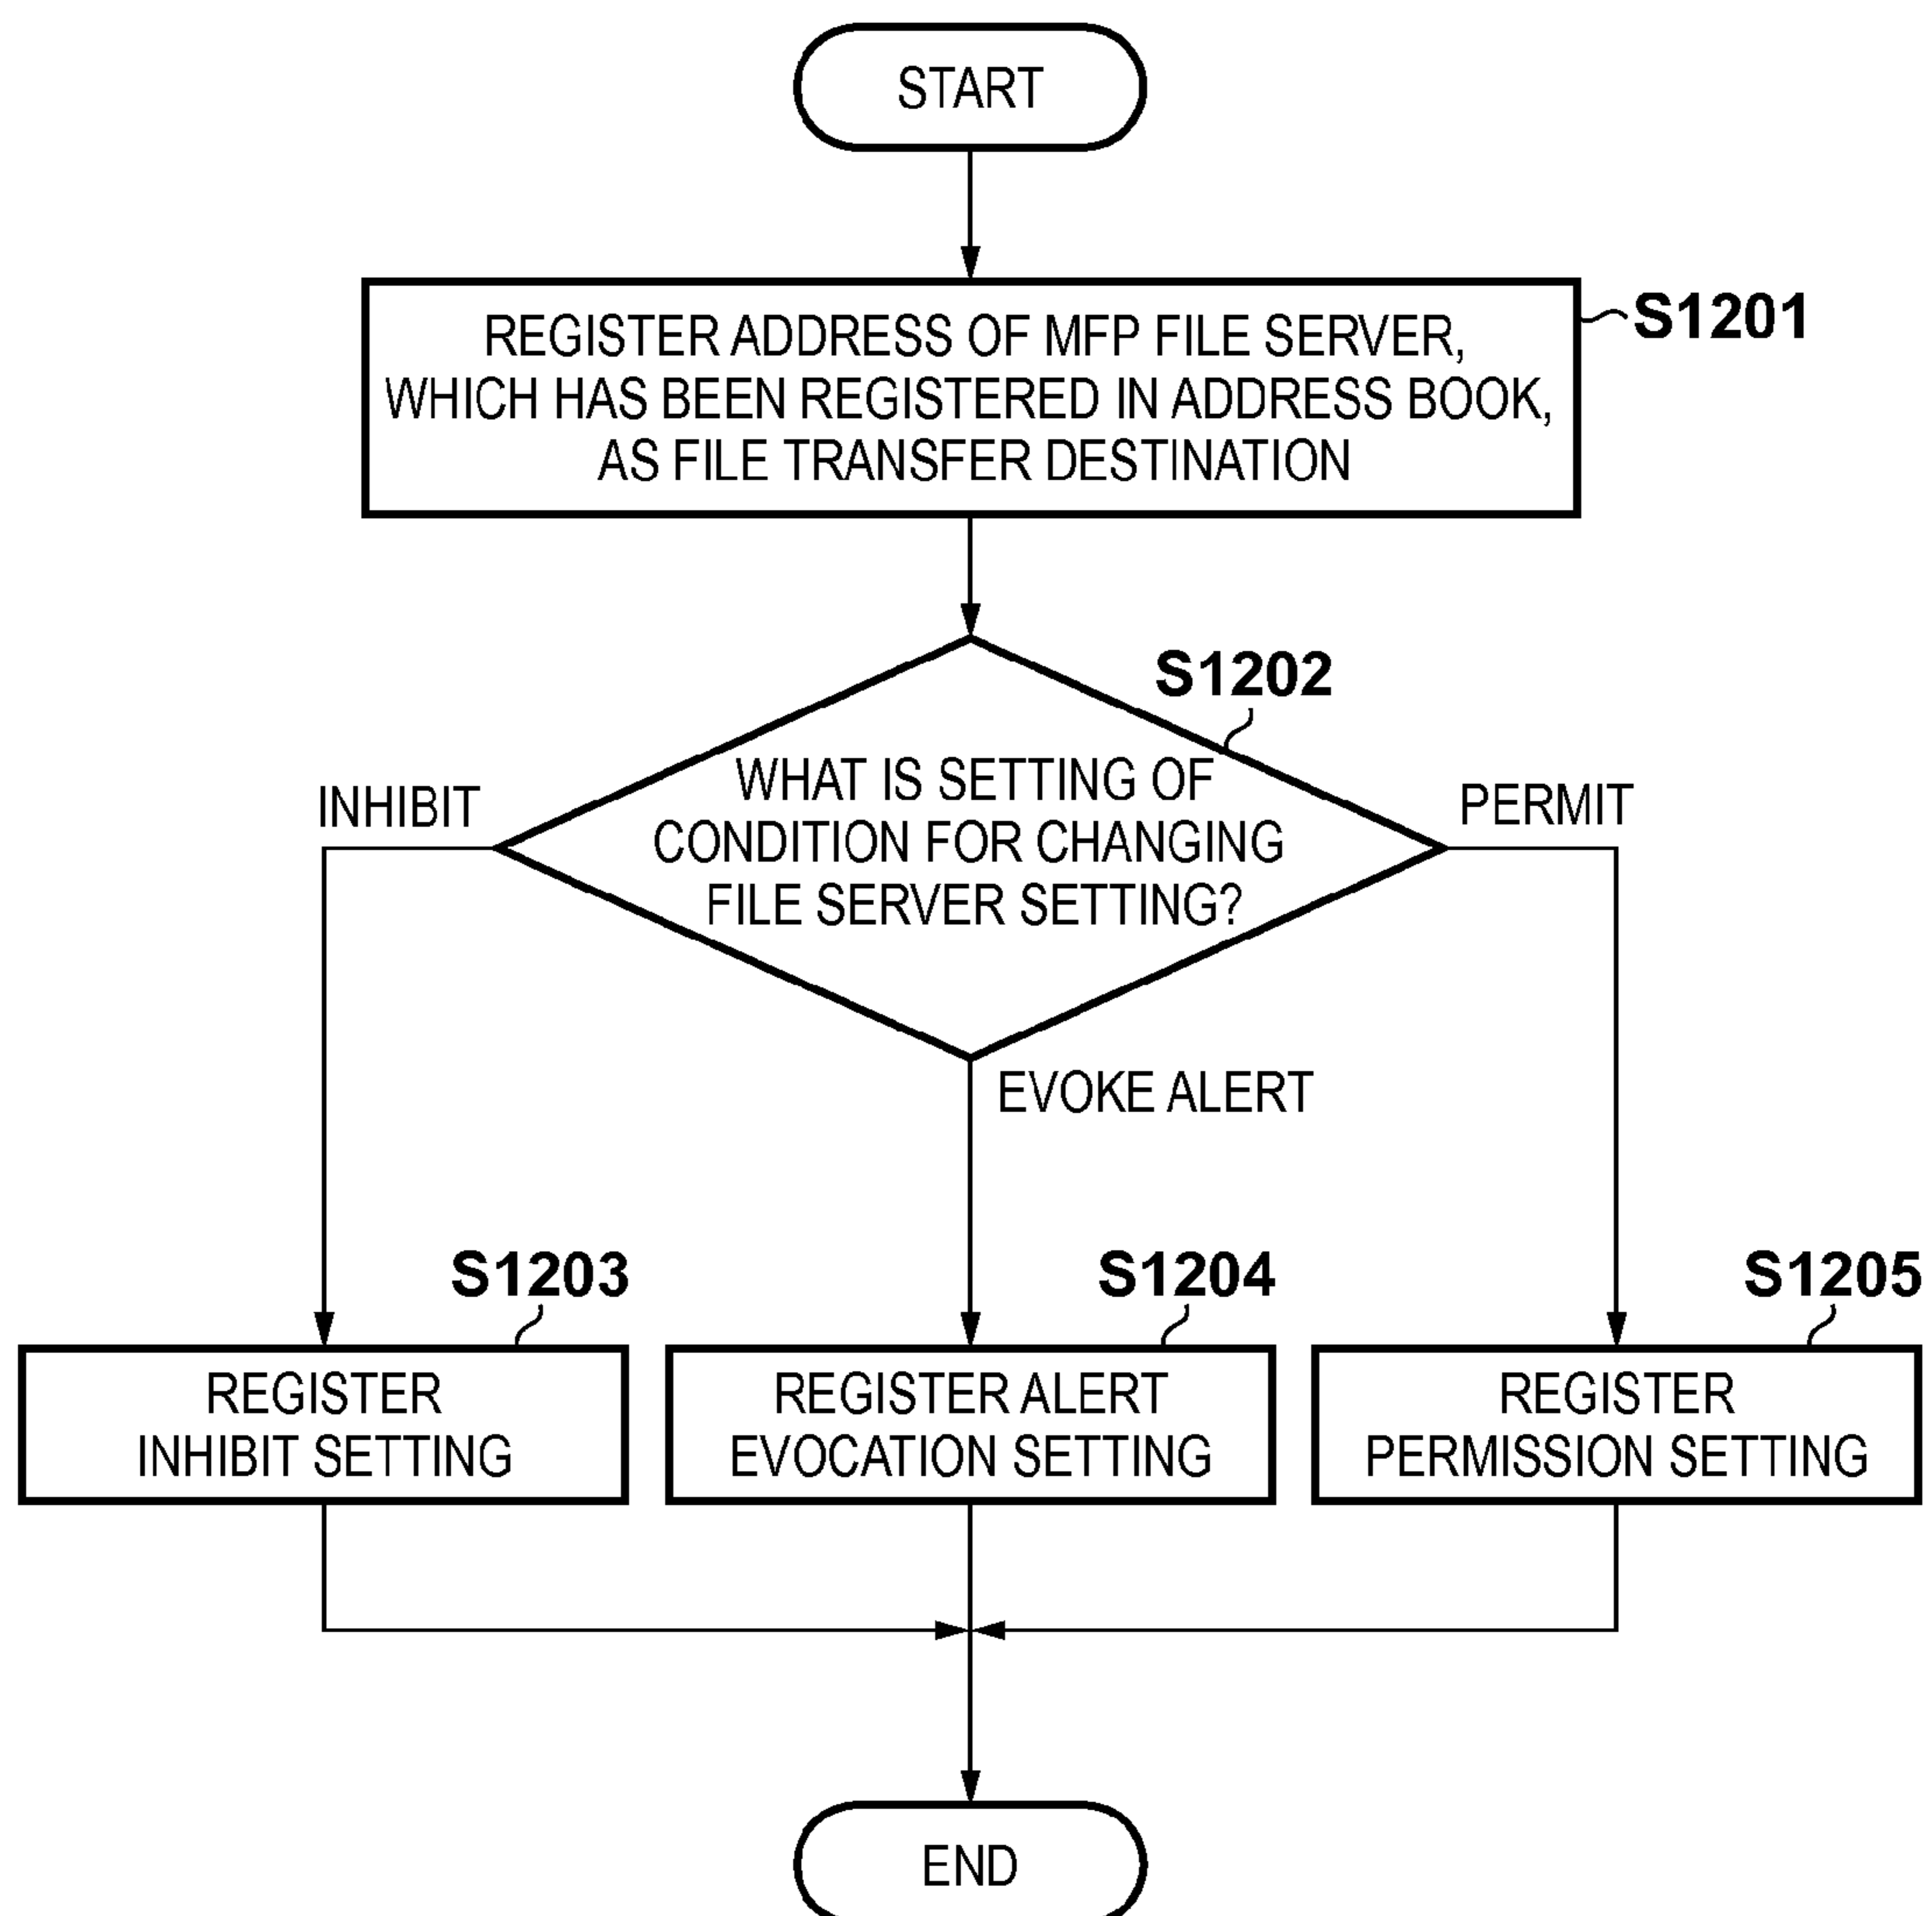 START
REGISTER ADDRESS OF MFP FILE SERVER,
WHICH HAS BEEN REGISTERED IN ADDRESS BOOK,
AS FILE TRANSFER DESTINATION
S1201
S1202
WHAT IS SETTING OF
CONDITION FOR CHANGING
FILE SERVER SETTING?
INHIBIT
PERMIT
EVOKE ALERT
S1203
REGISTER
INHIBIT SETTING
S1204
REGISTER ALERT
EVOCATION SETTING
S1205
REGISTER
PERMISSION SETTING
END